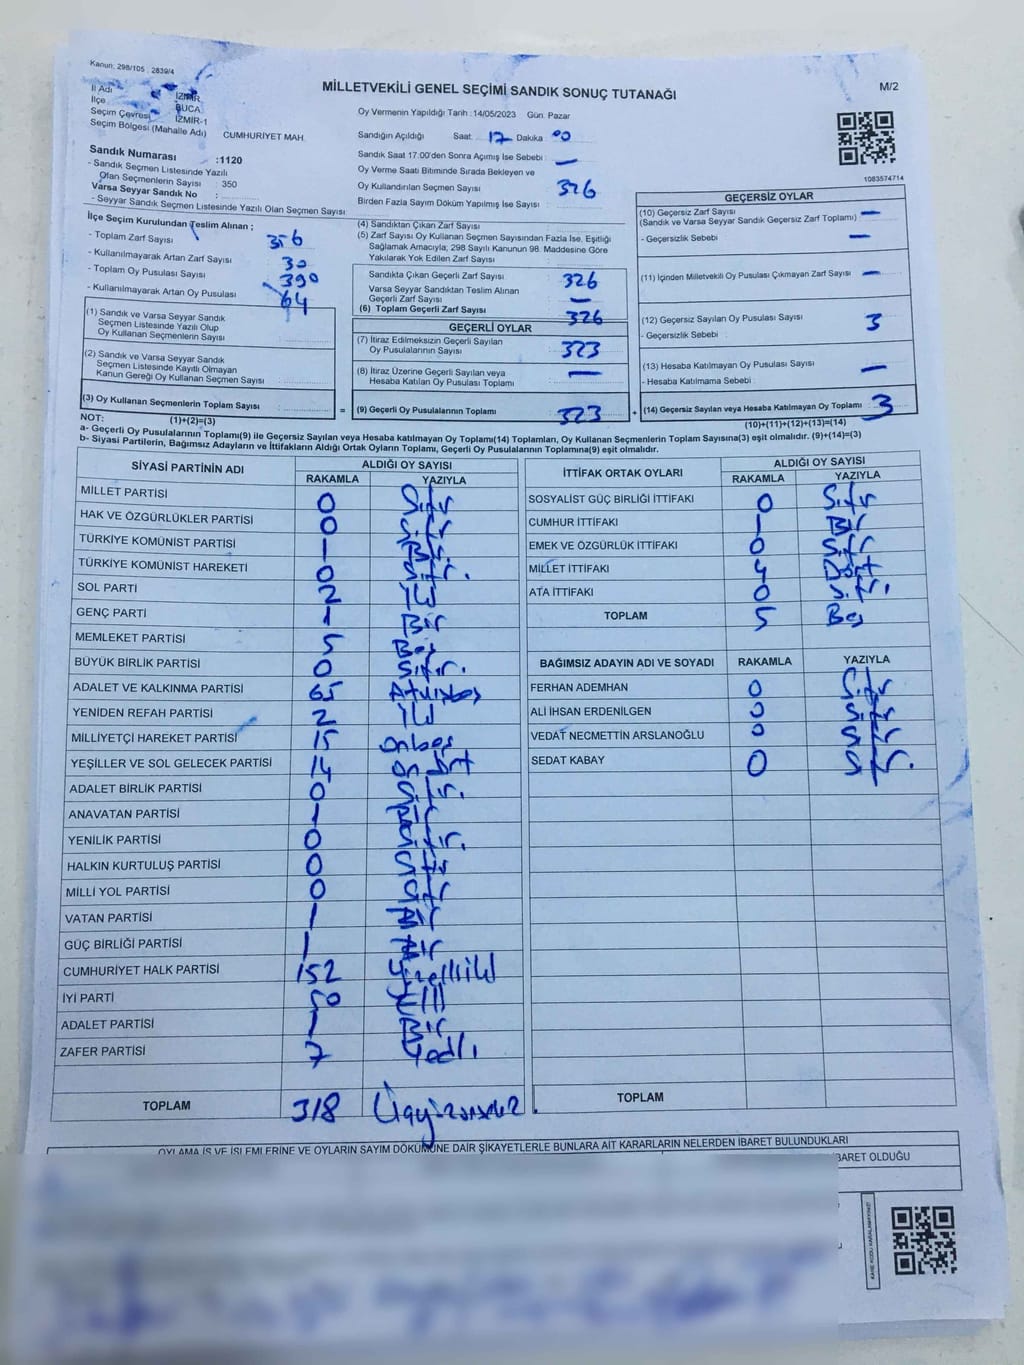 Kanun: 298/105 . 2839/4
MİLLETVEKİLİ GENEL SEÇİMİ SANDIK SONUÇ TUTANAĞI
M/2
İl Adı İZMİR
İlçe BUCA
Seçim Çevresi İZMİR-1
Seçim Bölgesi (Mahalle Adı) CUMHURİYET MAH.
Sandık Numarası :1120
- Sandık Seçmen Listesinde Yazılı
Olan Seçmenlerin Sayısı : 350
Varsa Seyyar Sandık No :
- Seyyar Sandık Seçmen Listesinde Yazılı Olan Seçmen Sayısı:
Oy Vermenin Yapıldığı Tarih : 14/05/2023 Gün: Pazar
Sandığın Açıldığı Saat: 17 Dakika : 00
Sandık Saat 17:00'den Sonra Açımış İse Sebebi : —
Oy Verme Saati Bitiminde Sırada Bekleyen ve
Oy Kullandırılan Seçmen Sayısı 326
Birden Fazla Sayım Döküm Yapılmış İse Sayısı :
1083574714
İlçe Seçim Kurulundan Teslim Alınan ;
- Toplam Zarf Sayısı 356
- Kullanılmayarak Artan Zarf Sayısı 30
- Toplam Oy Pusulası Sayısı 390
- Kullanılmayarak Artan Oy Pusulası 64
(4) Sandıktan Çıkan Zarf Sayısı
(5) Zarf Sayısı Oy Kullanan Seçmen Sayısından Fazla İse, Eşitliği
Sağlamak Amacıyla; 298 Sayılı Kanunun 98. Maddesine Göre
Yakılarak Yok Edilen Zarf Sayısı :
Sandıkta Çıkan Geçerli Zarf Sayısı 326
Varsa Seyyar Sandıktan Teslim Alınan
Geçerli Zarf Sayısı —
(6) Toplam Geçerli Zarf Sayısı 326
GEÇERSİZ OYLAR
(10) Geçersiz Zarf Sayısı —
(Sandık ve Varsa Seyyar Sandık Geçersiz Zarf Toplamı)
- Geçersizlik Sebebi : —
(11) İçinden Milletvekili Oy Pusulası Çıkmayan Zarf Sayısı —
(12) Geçersiz Sayılan Oy Pusulası Sayısı 3
- Geçersizlik Sebebi :
(13) Hesaba Katılmayan Oy Pusulası Sayısı —
- Hesaba Katılmama Sebebi :
(14) Geçersiz Sayılan veya Hesaba Katılmayan Oy Toplamı 3
(10)+(11)+(12)+(13)=(14)
(1) Sandık ve Varsa Seyyar Sandık
Seçmen Listesinde Yazılı Olup
Oy Kullanan Seçmenlerin Sayısı :
(2) Sandık ve Varsa Seyyar Sandık
Seçmen Listesinde Kayıtlı Olmayan
Kanun Gereği Oy Kullanan Seçmen Sayısı
(3) Oy Kullanan Seçmenlerin Toplam Sayısı =
GEÇERLİ OYLAR
(7) İtiraz Edilmeksizin Geçerli Sayılan
Oy Pusulalarının Sayısı 323
(8) İtiraz Üzerine Geçerli Sayılan veya
Hesaba Katılan Oy Pusulası Toplamı —
(9) Geçerli Oy Pusulalarının Toplamı 323 +
NOT: (1)+(2)=(3)
a- Geçerli Oy Pusulalarının Toplamı(9) ile Geçersiz Sayılan veya Hesaba katılmayan Oy Toplamı(14) Toplamları, Oy Kullanan Seçmenlerin Toplam Sayısına(3) eşit olmalıdır. (9)+(14)=(3)
b- Siyasi Partilerin, Bağımsız Adayların ve İttifakların Aldığı Ortak Oyların Toplamı, Geçerli Oy Pusulalarının Toplamına(9) eşit olmalıdır.
SİYASİ PARTİNİN ADI ALDIĞI OY SAYISI
RAKAMLA YAZIYLA
MİLLET PARTİSİ 0 Sıfır
HAK VE ÖZGÜRLÜKLER PARTİSİ 0 Sıfır
TÜRKİYE KOMÜNİST PARTİSİ 1 Bir
TÜRKİYE KOMÜNİST HAREKETİ 0 Sıfır.
SOL PARTİ 2 İki
GENÇ PARTİ 1 Bir
MEMLEKET PARTİSİ 5 Beş
BÜYÜK BİRLİK PARTİSİ 0 Sıfır.
ADALET VE KALKINMA PARTİSİ 65 Atmışbeş
YENİDEN REFAH PARTİSİ 2 İki
MİLLİYETÇİ HAREKET PARTİSİ 15 Onbeş
YEŞİLLER VE SOL GELECEK PARTİSİ 14 Ondört
ADALET BİRLİK PARTİSİ 0 Sıfır.
ANAVATAN PARTİSİ 1 Bir
YENİLİK PARTİSİ 0 Sıfır.
HALKIN KURTULUŞ PARTİSİ 0 Sıfır
MİLLİ YOL PARTİSİ 0 Sıfır
VATAN PARTİSİ 1 Bir
GÜÇ BİRLİĞİ PARTİSİ 1 Bir
CUMHURİYET HALK PARTİSİ 152 Yüzelliiki
İYİ PARTİ 50 Elli
ADALET PARTİSİ 1 Bir
ZAFER PARTİSİ 7 Yedi
TOPLAM 318 Üçyüzonsekiz.
İTTİFAK ORTAK OYLARI ALDIĞI OY SAYISI
RAKAMLA YAZIYLA
SOSYALİST GÜÇ BİRLİĞİ İTTİFAKI 0 Sıfır
CUMHUR İTTİFAKI 1 Bir
EMEK VE ÖZGÜRLÜK İTTİFAKI 0 Sıfır
MİLLET İTTİFAKI 4 Dört
ATA İTTİFAKI 0 Sıfır.
TOPLAM 5 Beş
BAĞIMSIZ ADAYIN ADI VE SOYADI RAKAMLA YAZIYLA
FERHAN ADEMHAN 0 Sıfır
ALİ İHSAN ERDENİLGEN 0 Sıfır
VEDAT NECMETTİN ARSLANOĞLU 0 Sıfır
SEDAT KABAY 0 Sıfır.
TOPLAM
OYLAMA İŞ VE İŞLEMLERİNE VE OYLARIN SAYIM DÖKÜMÜNE DAİR ŞİKAYETLERLE BUNLARA AİT KARARLARIN NELERDEN İBARET BULUNDUKLARI
BARET OLDUĞU